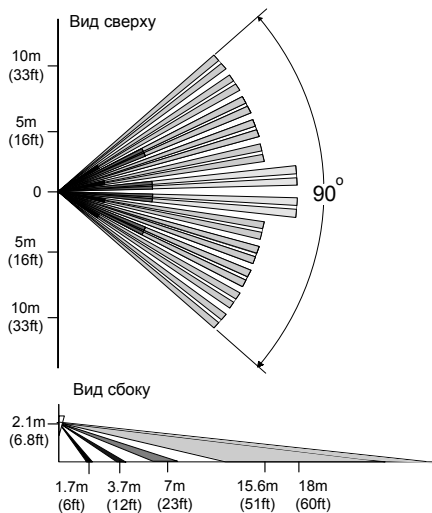 Вид сверху
10m
(33ft)
5m
(16ft)
0
90°
5m
(16ft)
10m
(33ft)
Вид сбоку
2.1m
(6.8ft)
1.7m
(6ft)
3.7m
(12ft)
7m
(23ft)
15.6m
(51ft)
18m
(60ft)